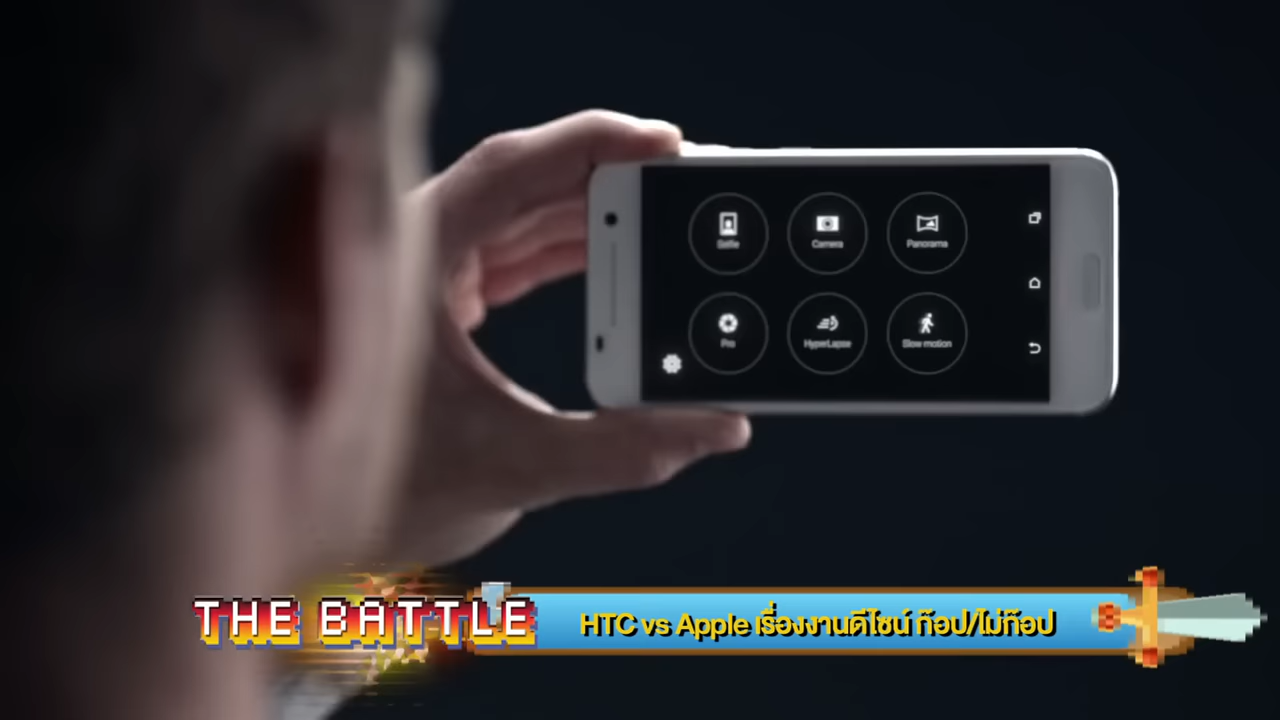 Selfie
Camera
Panorama
Pro
HyperLapse
Slow motion
THE BATTLE
HTC vs Apple เรื่องงานดีไซน์ ก๊อป/ไม่ก๊อป